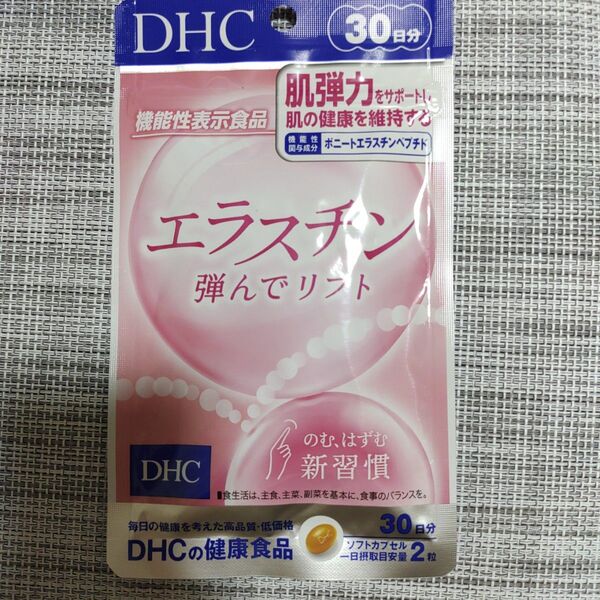 DHC
30日分
機能性表示食品
肌弾力をサポートし
肌の健康を維持する
機能性関与成分 ボニートエラスチンペプチド
エラスチン
弾んでリフト
のむ、はずむ
新習慣
DHC
■食生活は、主食、主菜、副菜を基本に、食事のバランスを。
毎日の健康を考えた高品質・低価格
DHCの健康食品
30日分
ソフトカプセル
一日摂取目安量2粒